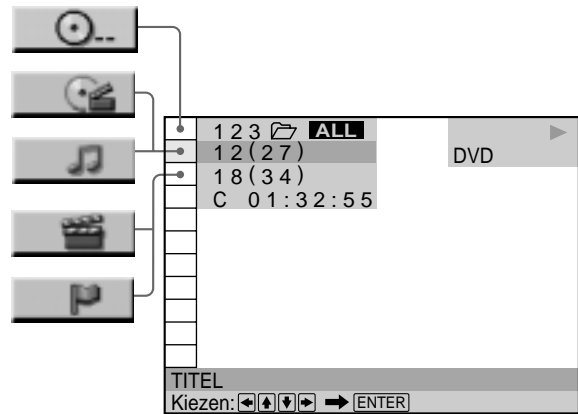 123 ALL
12(27)
DVD
18(34)
C 01:32:55
TITEL
Kiezen: ENTER